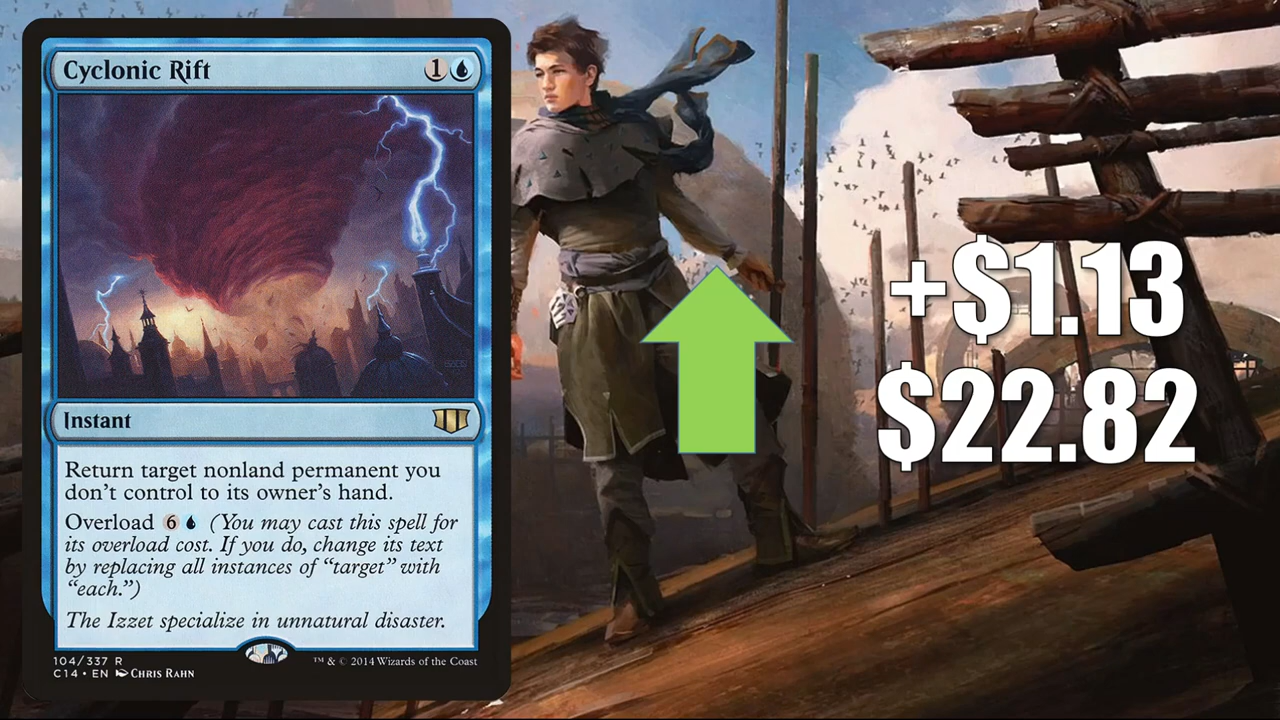 Cyclonic Rift 1
Instant
Return target nonland permanent you
don't control to its owner's hand.
Overload 6 (You may cast this spell for
its overload cost. If you do, change its text
by replacing all instances of “target” with
“each.”)
The Izzet specialize in unnatural disaster.
104/337 R
C14 • EN Chris Rahn
™ & © 2014 Wizards of the Coast
+$1.13
$22.82